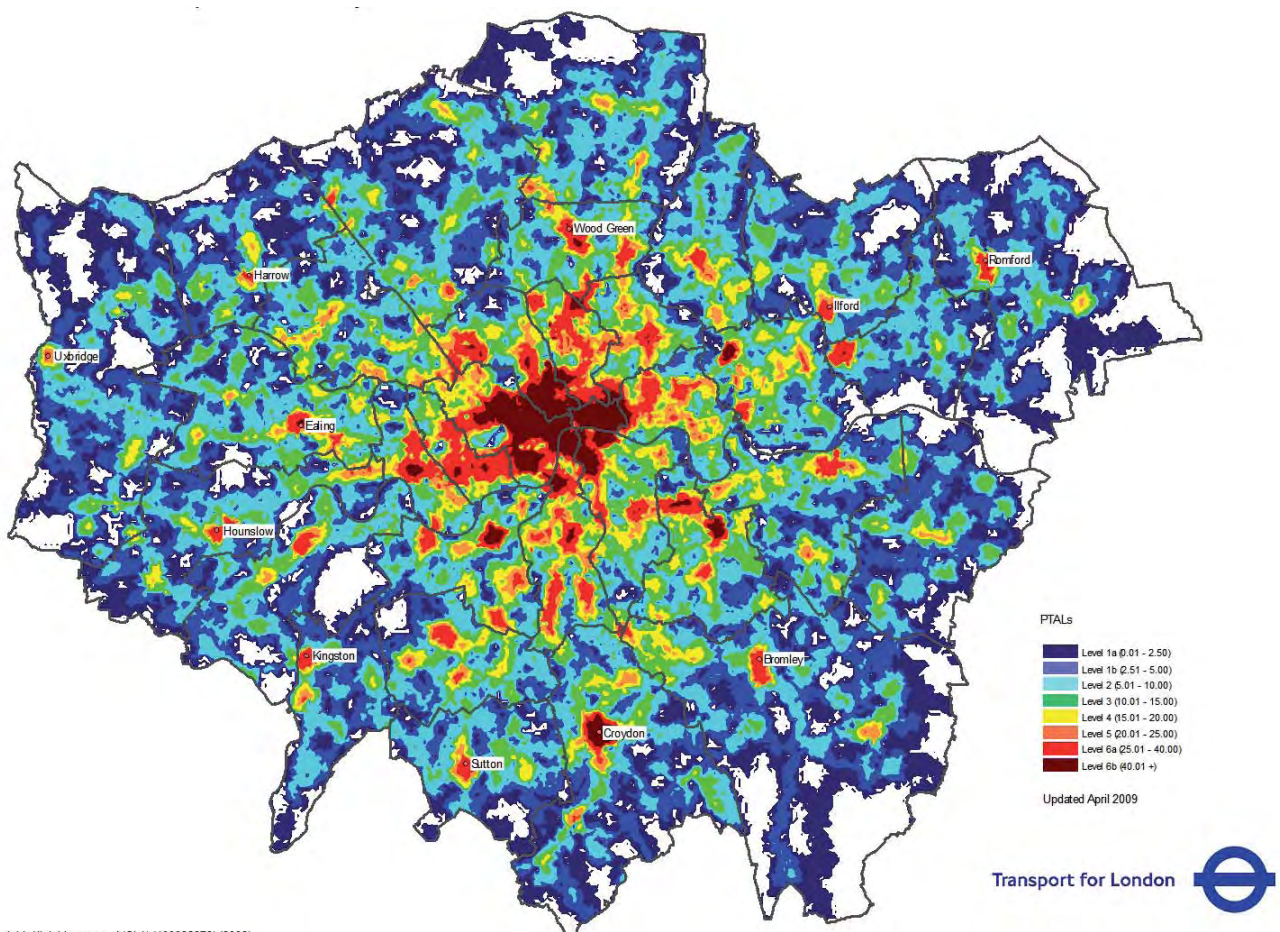 Wood Green
Romford
Harrow
Ilford
Uxbridge
Ealing
Hounslow
Kingston
Bromley
Croydon
Sutton
PTALs
Level 1a (0.01 - 2.50)
Level 1b (2.51 - 5.00)
Level 2 (5.01 - 10.00)
Level 3 (10.01 - 15.00)
Level 4 (15.01 - 20.00)
Level 5 (20.01 - 25.00)
Level 6a (25.01 - 40.00)
Level 6b (40.01 +)
Updated April 2009
Transport for London